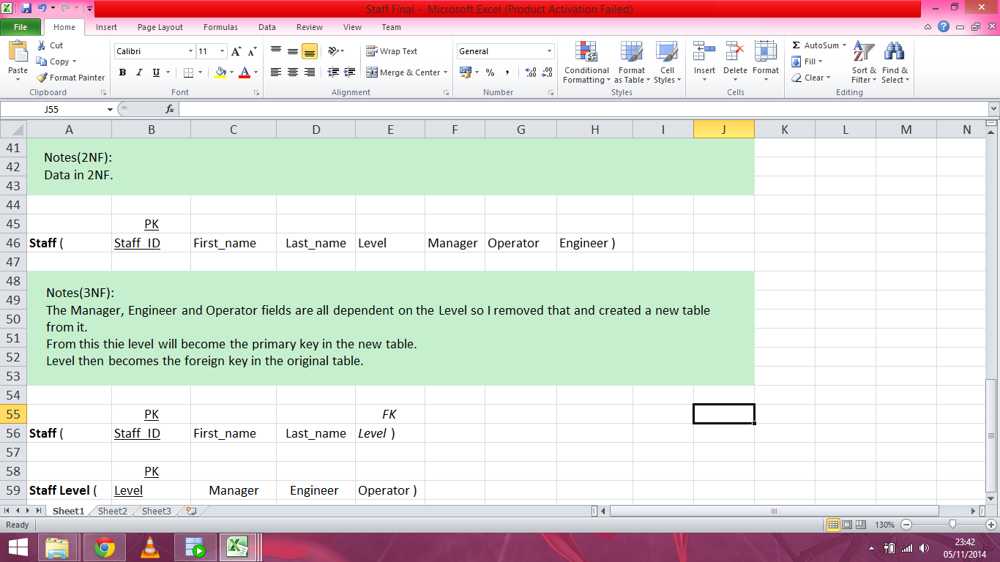 Staff Final - Microsoft Excel (Product Activation Failed)
File Home Insert Page Layout Formulas Data Review View Team
Paste Cut Copy Format Painter Clipboard
Calibri 11 A A B I U A Font
Wrap Text Merge & Center Alignment
General % , Number
Conditional Formatting Format as Table Cell Styles Styles
Insert Delete Format Cells
Σ AutoSum Fill Clear Sort & Filter Find & Select Editing
J55 fx
A B C D E F G H I J K L M N
41
Notes(2NF):
42
Data in 2NF.
43
44
45 PK
46 Staff ( Staff_ID First_name Last_name Level Manager Operator Engineer )
47
48
Notes(3NF):
49
The Manager, Engineer and Operator fields are all dependent on the Level so I removed that and created a new table
50
from it.
51
From this thie level will become the primary key in the new table.
52
Level then becomes the foreign key in the original table.
53
54
55 PK FK
56 Staff ( Staff_ID First_name Last_name Level )
57
58 PK
59 Staff Level ( Level Manager Engineer Operator )
Sheet1 Sheet2 Sheet3
Ready 130%
23:42
05/11/2014